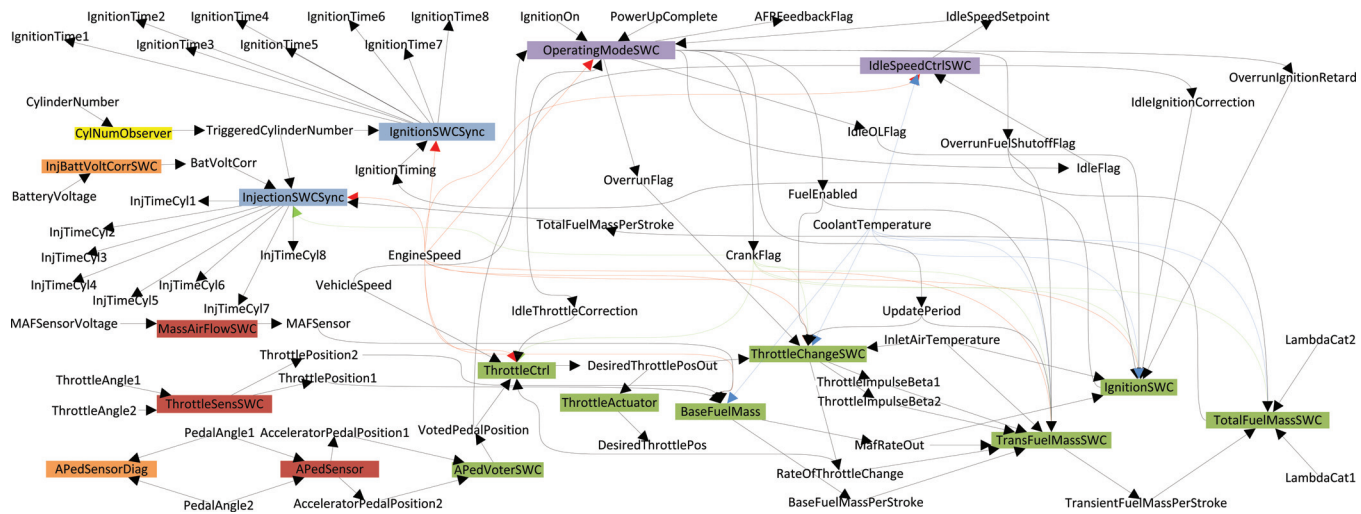 IgnitionTime2
IgnitionTime4
IgnitionTime6
IgnitionTime8
IgnitionOn
PowerUpComplete
AFRFeedbackFlag
IdleSpeedSetpoint
IgnitionTime1
IgnitionTime3
IgnitionTime5
IgnitionTime7
OperatingModeSWC
IdleSpeedCtrlSWC
OverrunIgnitionRetard
CylinderNumber
IdleIgnitionCorrection
CylNumObserver
TriggeredCylinderNumber
IgnitionSWCSync
IdleOLFlag
OverrunFuelShutoffFlag
InjBattVoltCorrSWC
BatVoltCorr
IgnitionTiming
IdleFlag
OverrunFlag
BatteryVoltage
InjTimeCyl1
InjectionSWCSync
FuelEnabled
TotalFuelMassPerStroke
CoolantTemperature
InjTimeCyl2
InjTimeCyl3
InjTimeCyl8
EngineSpeed
CrankFlag
InjTimeCyl4
InjTimeCyl5
InjTimeCyl6
VehicleSpeed
InjTimeCyl7
IdleThrottleCorrection
UpdatePeriod
MAFSensorVoltage
MassAirFlowSWC
MAFSensor
InletAirTemperature
LambdaCat2
ThrottlePosition2
ThrottleChangeSWC
ThrottleAngle1
ThrottlePosition1
ThrottleCtrl
DesiredThrottlePosOut
ThrottleImpulseBeta1
IgnitionSWC
ThrottleSensSWC
ThrottleActuator
ThrottleImpulseBeta2
ThrottleAngle2
BaseFuelMass
TotalFuelMassSWC
PedalAngle1
AcceleratorPedalPosition1
VotedPedalPosition
DesiredThrottlePos
MafRateOut
TransFuelMassSWC
APedSensorDiag
APedSensor
APedVoterSWC
RateOfThrottleChange
LambdaCat1
PedalAngle2
AcceleratorPedalPosition2
BaseFuelMassPerStroke
TransientFuelMassPerStroke